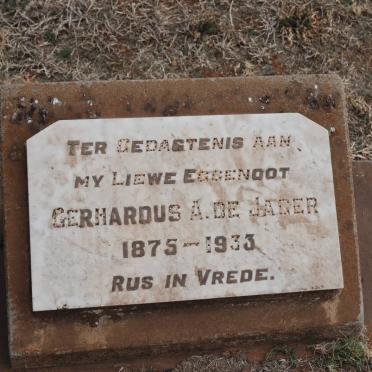 TER GEDAGTENIS AAN
MY LIEWE EGGENOOT
GERHARDUS A. DE JAGER
1875-1933
RUS IN VREDE.